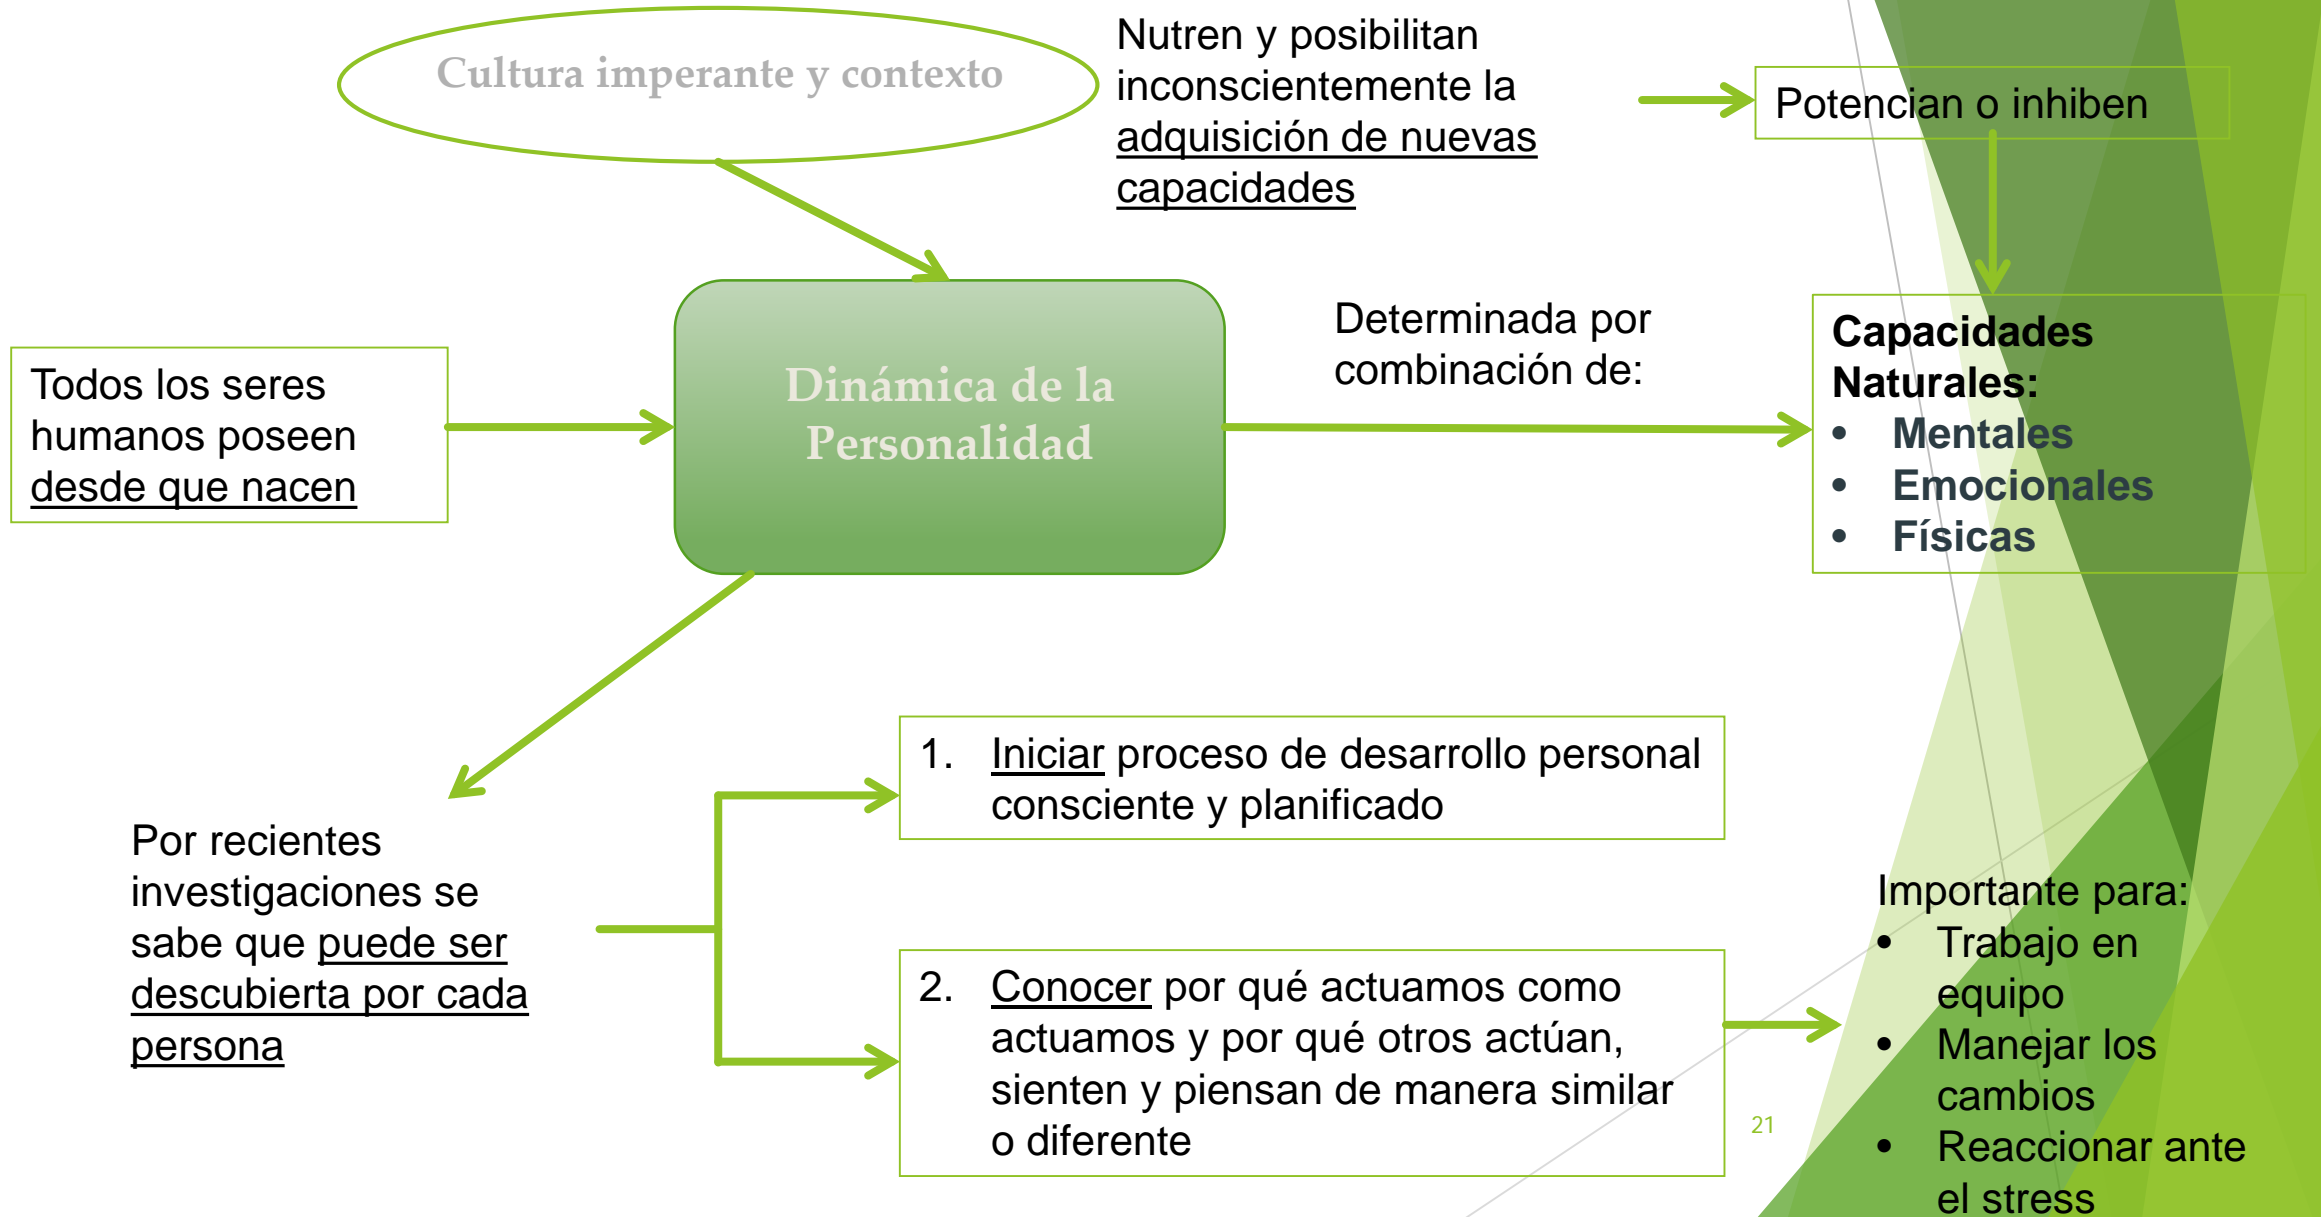 Cultura imperante y contexto
Nutren y posibilitan
inconscientemente la
adquisición de nuevas
capacidades
Potencian o inhiben
Todos los seres
humanos poseen
desde que nacen
Dinámica de la
Personalidad
Determinada por
combinación de:
Capacidades
Naturales:
• Mentales
• Emocionales
• Físicas
Por recientes
investigaciones se
sabe que puede ser
descubierta por cada
persona
1. Iniciar proceso de desarrollo personal
consciente y planificado
2. Conocer por qué actuamos como
actuamos y por qué otros actúan,
sienten y piensan de manera similar
o diferente
Importante para:
• Trabajo en
equipo
• Manejar los
cambios
• Reaccionar ante
el stress
21